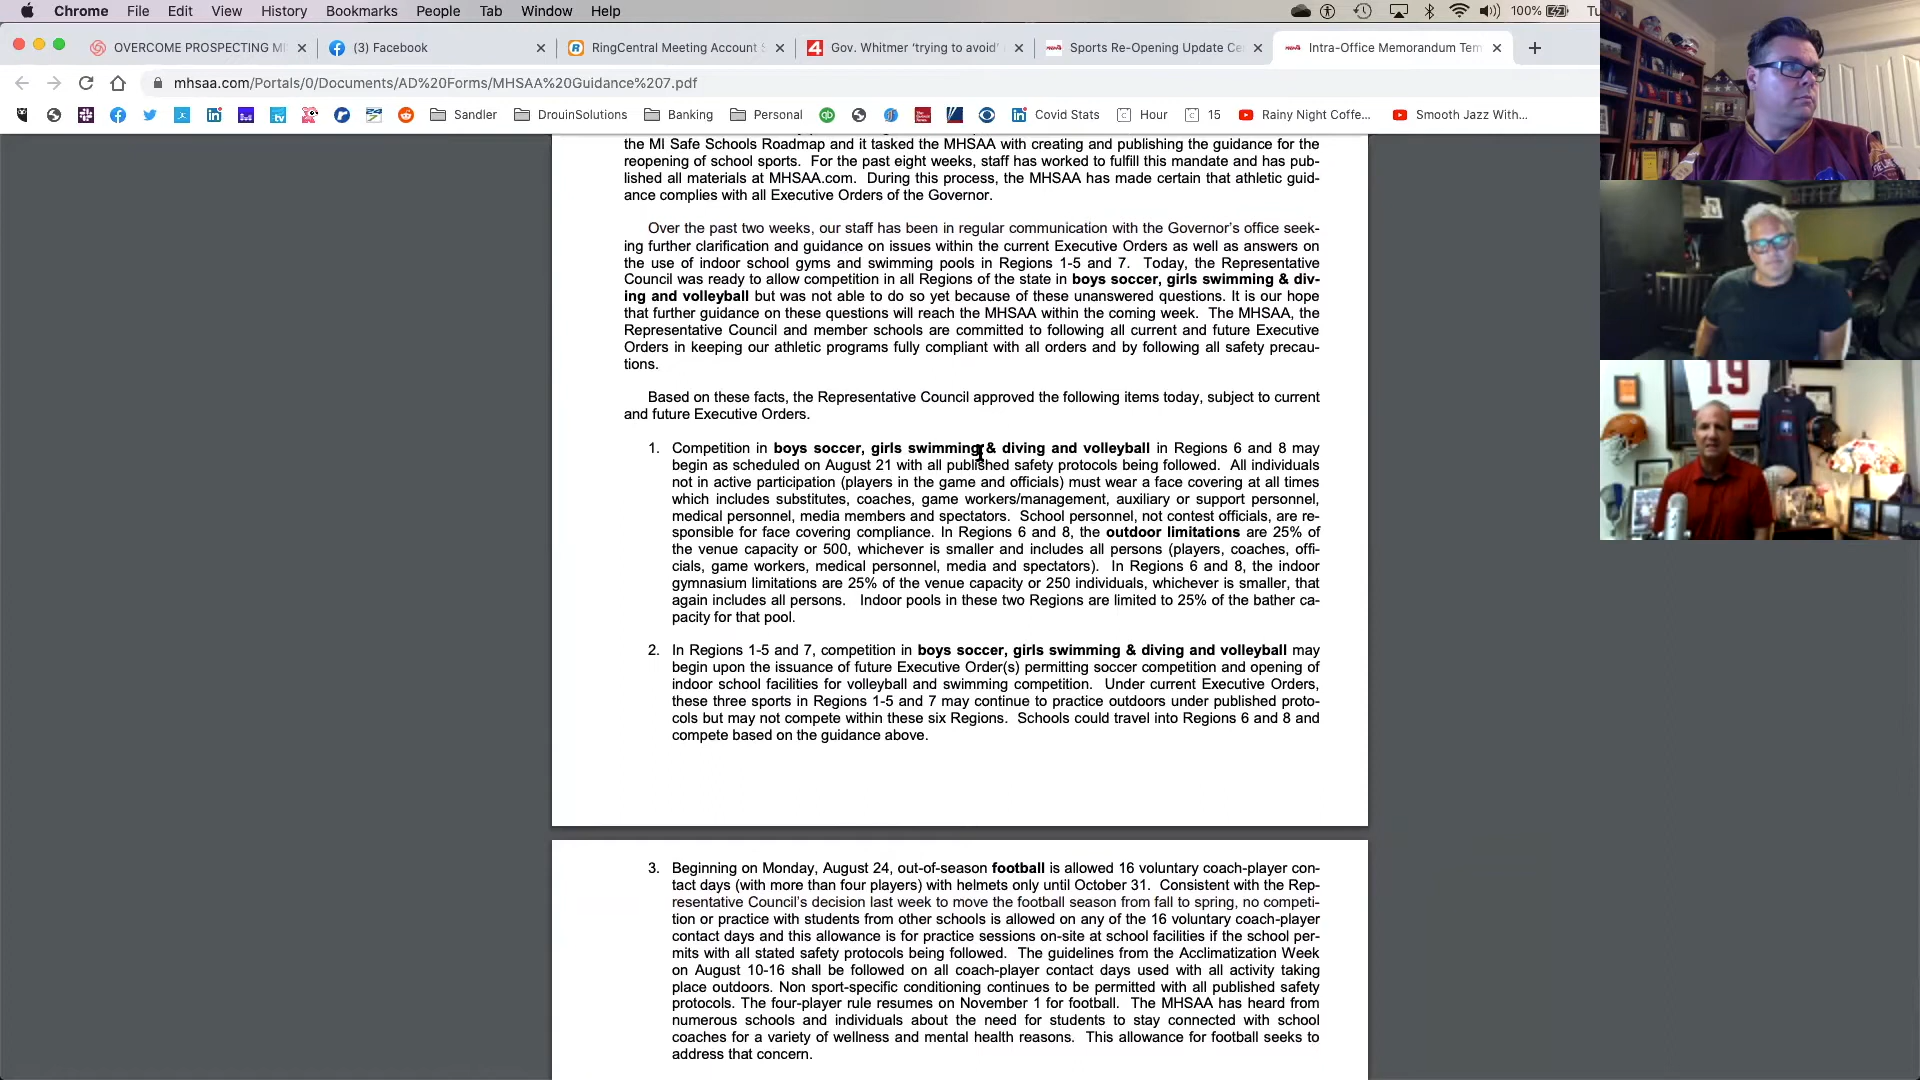 Chrome File Edit View History Bookmarks People Tab Window Help 100% Tu
OVERCOME PROSPECTING MI (3) Facebook RingCentral Meeting Account S Gov. Whitmer ‘trying to avoid’ Sports Re-Opening Update Ce Intra-Office Memorandum Tem
mhsaa.com/Portals/0/Documents/AD%20Forms/MHSAA%20Guidance%207.pdf
Sandler DrouinSolutions Banking Personal Covid Stats Hour 15 Rainy Night Coffe... Smooth Jazz With...
the MI Safe Schools Roadmap and it tasked the MHSAA with creating and publishing the guidance for the
reopening of school sports. For the past eight weeks, staff has worked to fulfill this mandate and has pub-
lished all materials at MHSAA.com. During this process, the MHSAA has made certain that athletic guid-
ance complies with all Executive Orders of the Governor.
Over the past two weeks, our staff has been in regular communication with the Governor’s office seek-
ing further clarification and guidance on issues within the current Executive Orders as well as answers on
the use of indoor school gyms and swimming pools in Regions 1-5 and 7. Today, the Representative
Council was ready to allow competition in all Regions of the state in boys soccer, girls swimming & div-
ing and volleyball but was not able to do so yet because of these unanswered questions. It is our hope
that further guidance on these questions will reach the MHSAA within the coming week. The MHSAA, the
Representative Council and member schools are committed to following all current and future Executive
Orders in keeping our athletic programs fully compliant with all orders and by following all safety precau-
tions.
Based on these facts, the Representative Council approved the following items today, subject to current
and future Executive Orders.
1. Competition in boys soccer, girls swimming & diving and volleyball in Regions 6 and 8 may
begin as scheduled on August 21 with all published safety protocols being followed. All individuals
not in active participation (players in the game and officials) must wear a face covering at all times
which includes substitutes, coaches, game workers/management, auxiliary or support personnel,
medical personnel, media members and spectators. School personnel, not contest officials, are re-
sponsible for face covering compliance. In Regions 6 and 8, the outdoor limitations are 25% of
the venue capacity or 500, whichever is smaller and includes all persons (players, coaches, offi-
cials, game workers, medical personnel, media and spectators). In Regions 6 and 8, the indoor
gymnasium limitations are 25% of the venue capacity or 250 individuals, whichever is smaller, that
again includes all persons. Indoor pools in these two Regions are limited to 25% of the bather ca-
pacity for that pool.
2. In Regions 1-5 and 7, competition in boys soccer, girls swimming & diving and volleyball may
begin upon the issuance of future Executive Order(s) permitting soccer competition and opening of
indoor school facilities for volleyball and swimming competition. Under current Executive Orders,
these three sports in Regions 1-5 and 7 may continue to practice outdoors under published proto-
cols but may not compete within these six Regions. Schools could travel into Regions 6 and 8 and
compete based on the guidance above.
3. Beginning on Monday, August 24, out-of-season football is allowed 16 voluntary coach-player con-
tact days (with more than four players) with helmets only until October 31. Consistent with the Rep-
resentative Council’s decision last week to move the football season from fall to spring, no competi-
tion or practice with students from other schools is allowed on any of the 16 voluntary coach-player
contact days and this allowance is for practice sessions on-site at school facilities if the school per-
mits with all stated safety protocols being followed. The guidelines from the Acclimatization Week
on August 10-16 shall be followed on all coach-player contact days used with all activity taking
place outdoors. Non sport-specific conditioning continues to be permitted with all published safety
protocols. The four-player rule resumes on November 1 for football. The MHSAA has heard from
numerous schools and individuals about the need for students to stay connected with school
coaches for a variety of wellness and mental health reasons. This allowance for football seeks to
address that concern.
19